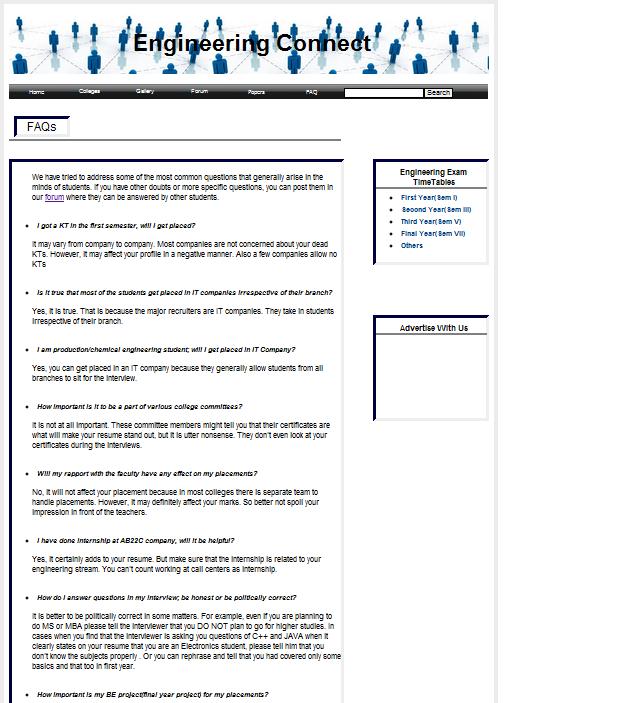 Engineering Connect
Home Colleges Gallery Forum Papers FAQ Search
FAQs
We have tried to address some of the most common questions that generally arise in the
minds of students. If you have other doubts or more specific questions, you can post them in
our forum where they can be answered by other students.
I got a KT in the first semester, will I get placed?
It may vary from company to company. Most companies are not concerned about your dead
KTs. However, it may affect your profile in a negative manner. Also a few companies allow no
KTs
Is it true that most of the students get placed in IT companies irrespective of their branch?
Yes, it is true. That is because the major recruiters are IT companies. They take in students
irrespective of their branch.
I am production/chemical engineering student; will I get placed in IT Company?
Yes, you can get placed in an IT company because they generally allow students from all
branches to sit for the interview.
How important is it to be a part of various college committees?
It is not at all important. These committee members might tell you that their certificates are
what will make your resume stand out, but it is utter nonsense. They don't even look at your
certificates during the interviews.
Will my rapport with the faculty have any effect on my placements?
No, it will not affect your placement because in most colleges there is separate team to
handle placements. However, it may definitely affect your marks. So better not spoil your
impression in front of the teachers.
I have done internship at AB22C company, will it be helpful?
Yes, it certainly adds to your resume. But make sure that the internship is related to your
engineering stream. You can't count working at call centers as internship.
How do I answer questions in my interview; be honest or be politically correct?
It is better to be politically correct in some matters. For example, even if you are planning to
do MS or MBA please tell the interviewer that you DO NOT plan to go for higher studies. In
cases when you find that the interviewer is asking you questions of C++ and JAVA when it
clearly states on your resume that you are an Electronics student, please tell him that you
don't know the subjects properly . Or you can rephrase and tell that you had covered only some
basics and that too in first year.
How important is my BE project(final year project) for my placements?
Engineering Exam
TimeTables
First Year(Sem I)
Second Year(Sem III)
Third Year(Sem V)
Final Year(Sem VII)
Others
Advertise With Us